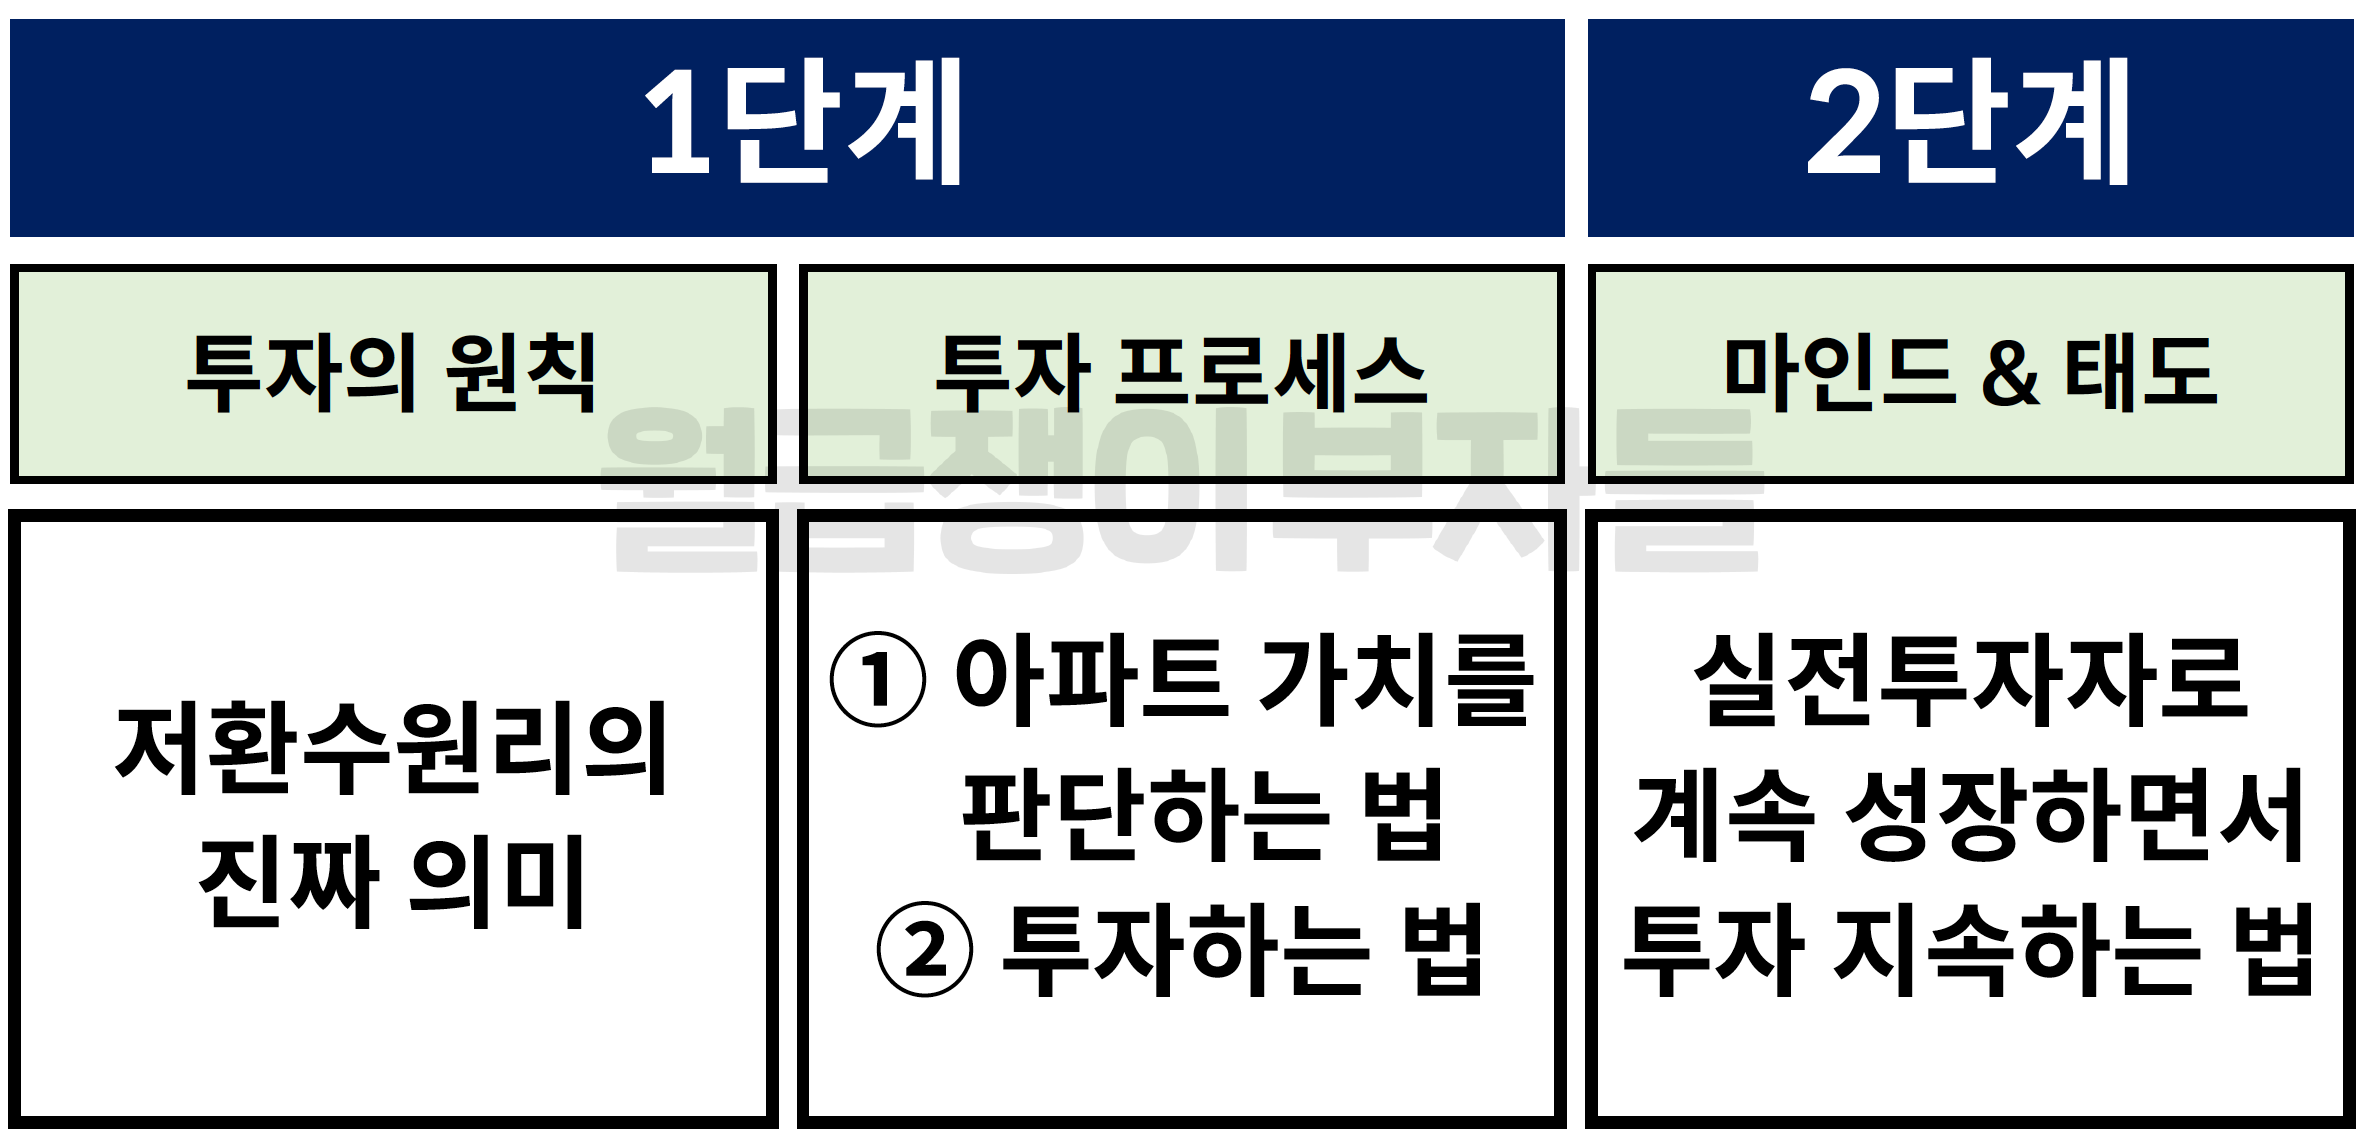 1단계
2단계
투자의 원칙
투자 프로세스
마인드 & 태도
월급쟁이부자들
저환수원리의
진짜 의미
① 아파트 가치를
판단하는 법
② 투자하는 법
실전투자자로
계속 성장하면서
투자 지속하는 법